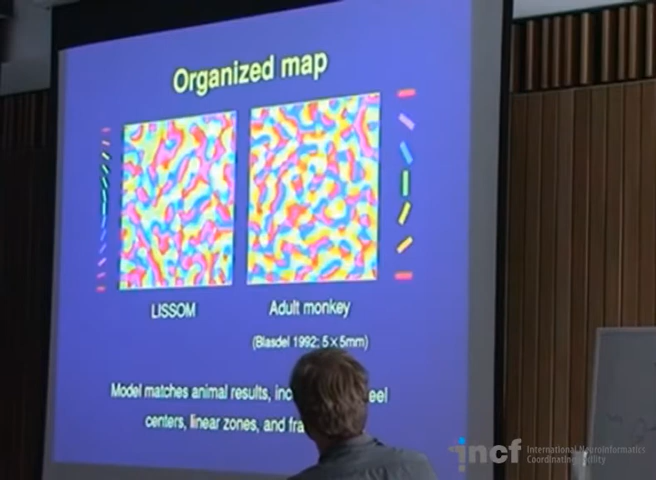 Organized map
LISSOM
Adult monkey
(Blasdel 1992; 5×5mm)
Model matches animal results, inc eel
centers, linear zones, and fra
incf International Neuroinformatics
Coordinating Facility